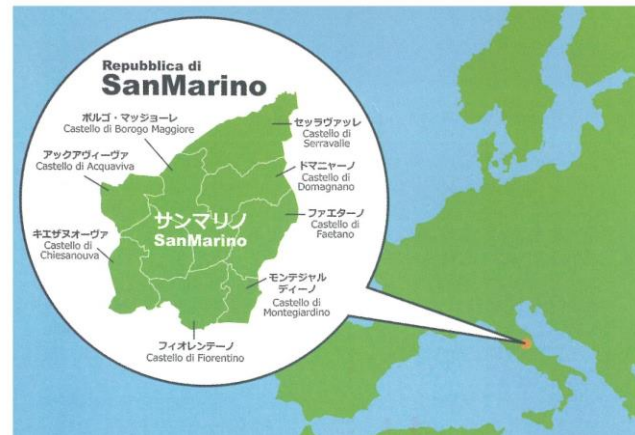 Repubblica di
SanMarino
ボルゴ・マッジョーレ
Castello di Borogo Maggiore
セッラヴァッレ
Castello di
Serravalle
アックアヴィーヴァ
Castello di Acquaviva
ドマニャーノ
Castello di
Domagnano
サンマリノ
SanMarino
ファエターノ
Castello di
Faetano
キエザヌオーヴァ
Castello di
Chiesanouva
モンテジャル
ディーノ
Castello di
Montegiardino
フィオレンテーノ
Castello di Fiorentino